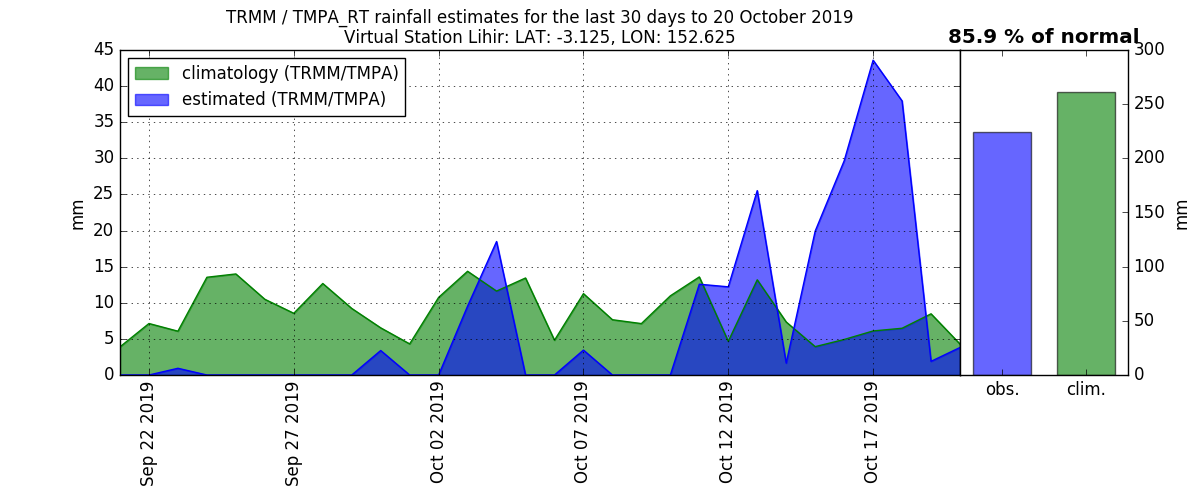 TRMM / TMPA_RT rainfall estimates for the last 30 days to 20 October 2019
Virtual Station Lihir: LAT: -3.125, LON: 152.625
85.9 % of normal
climatology (TRMM/TMPA)
estimated (TRMM/TMPA)
mm
45
40
35
30
25
20
15
10
5
0
Sep 22 2019
Sep 27 2019
Oct 02 2019
Oct 07 2019
Oct 12 2019
Oct 17 2019
300
250
200
150
100
50
0
mm
obs.
clim.